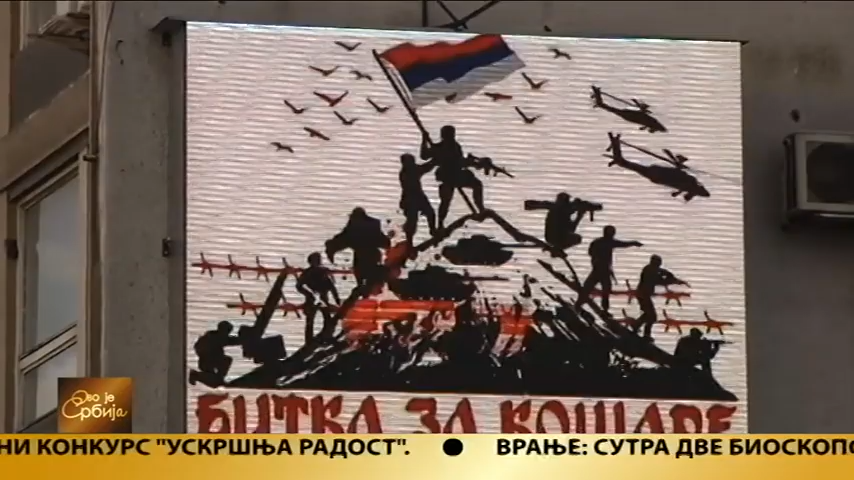 БИТКА ЗА КОШАРЕ
Ово је
Србија
НИ КОНКУРС "УСКРШЊА РАДОСТ". ● ВРАЊЕ: СУТРА ДВЕ БИОСКОПС